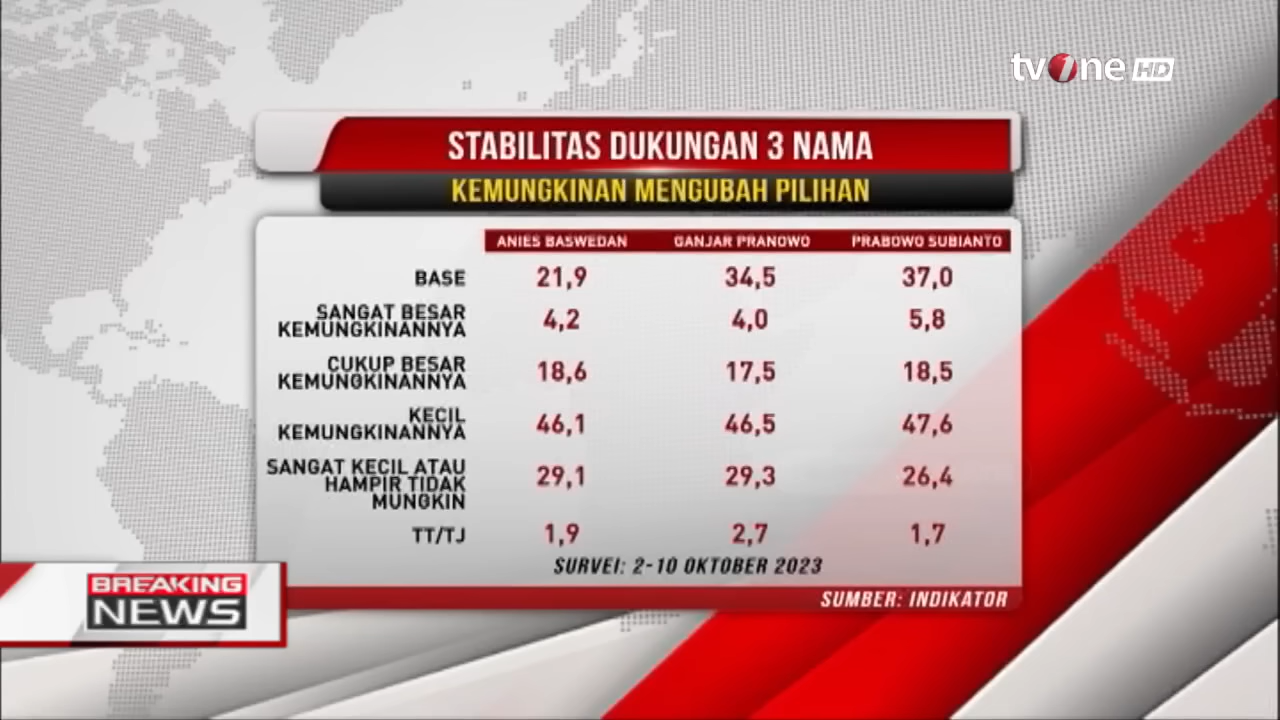 tvOne HD
STABILITAS DUKUNGAN 3 NAMA
KEMUNGKINAN MENGUBAH PILIHAN
ANIES BASWEDAN GANJAR PRANOWO PRABOWO SUBIANTO
BASE 21,9 34,5 37,0
SANGAT BESAR
KEMUNGKINANNYA 4,2 4,0 5,8
CUKUP BESAR
KEMUNGKINANNYA 18,6 17,5 18,5
KECIL
KEMUNGKINANNYA 46,1 46,5 47,6
SANGAT KECIL ATAU
HAMPIR TIDAK
MUNGKIN 29,1 29,3 26,4
TT/TJ 1,9 2,7 1,7
SURVEI: 2-10 OKTOBER 2023
SUMBER: INDIKATOR
BREAKING
NEWS